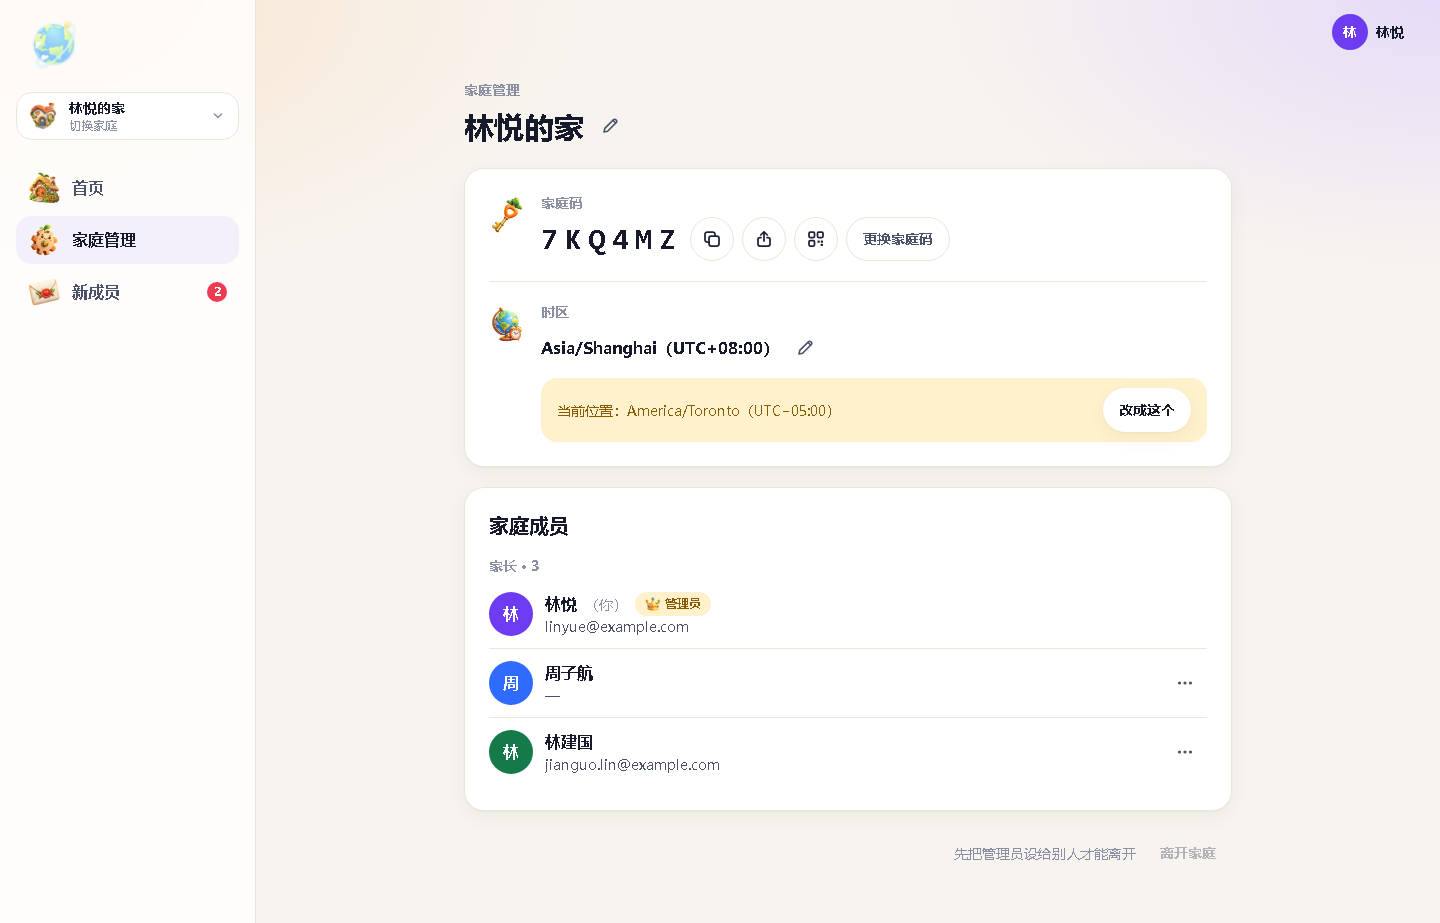 林悦的家
切换家庭
首页
家庭管理
新成员
2
林
林悦
家庭管理
林悦的家
家庭码
7KQ4MZ
更换家庭码
时区
Asia/Shanghai（UTC+08:00）
当前位置：America/Toronto（UTC−05:00）
改成这个
家庭成员
家长 • 3
林
林悦 （你） 管理员
linyue@example.com
周
周子航
—
林
林建国
jianguo.lin@example.com
先把管理员设给别人才能离开
离开家庭